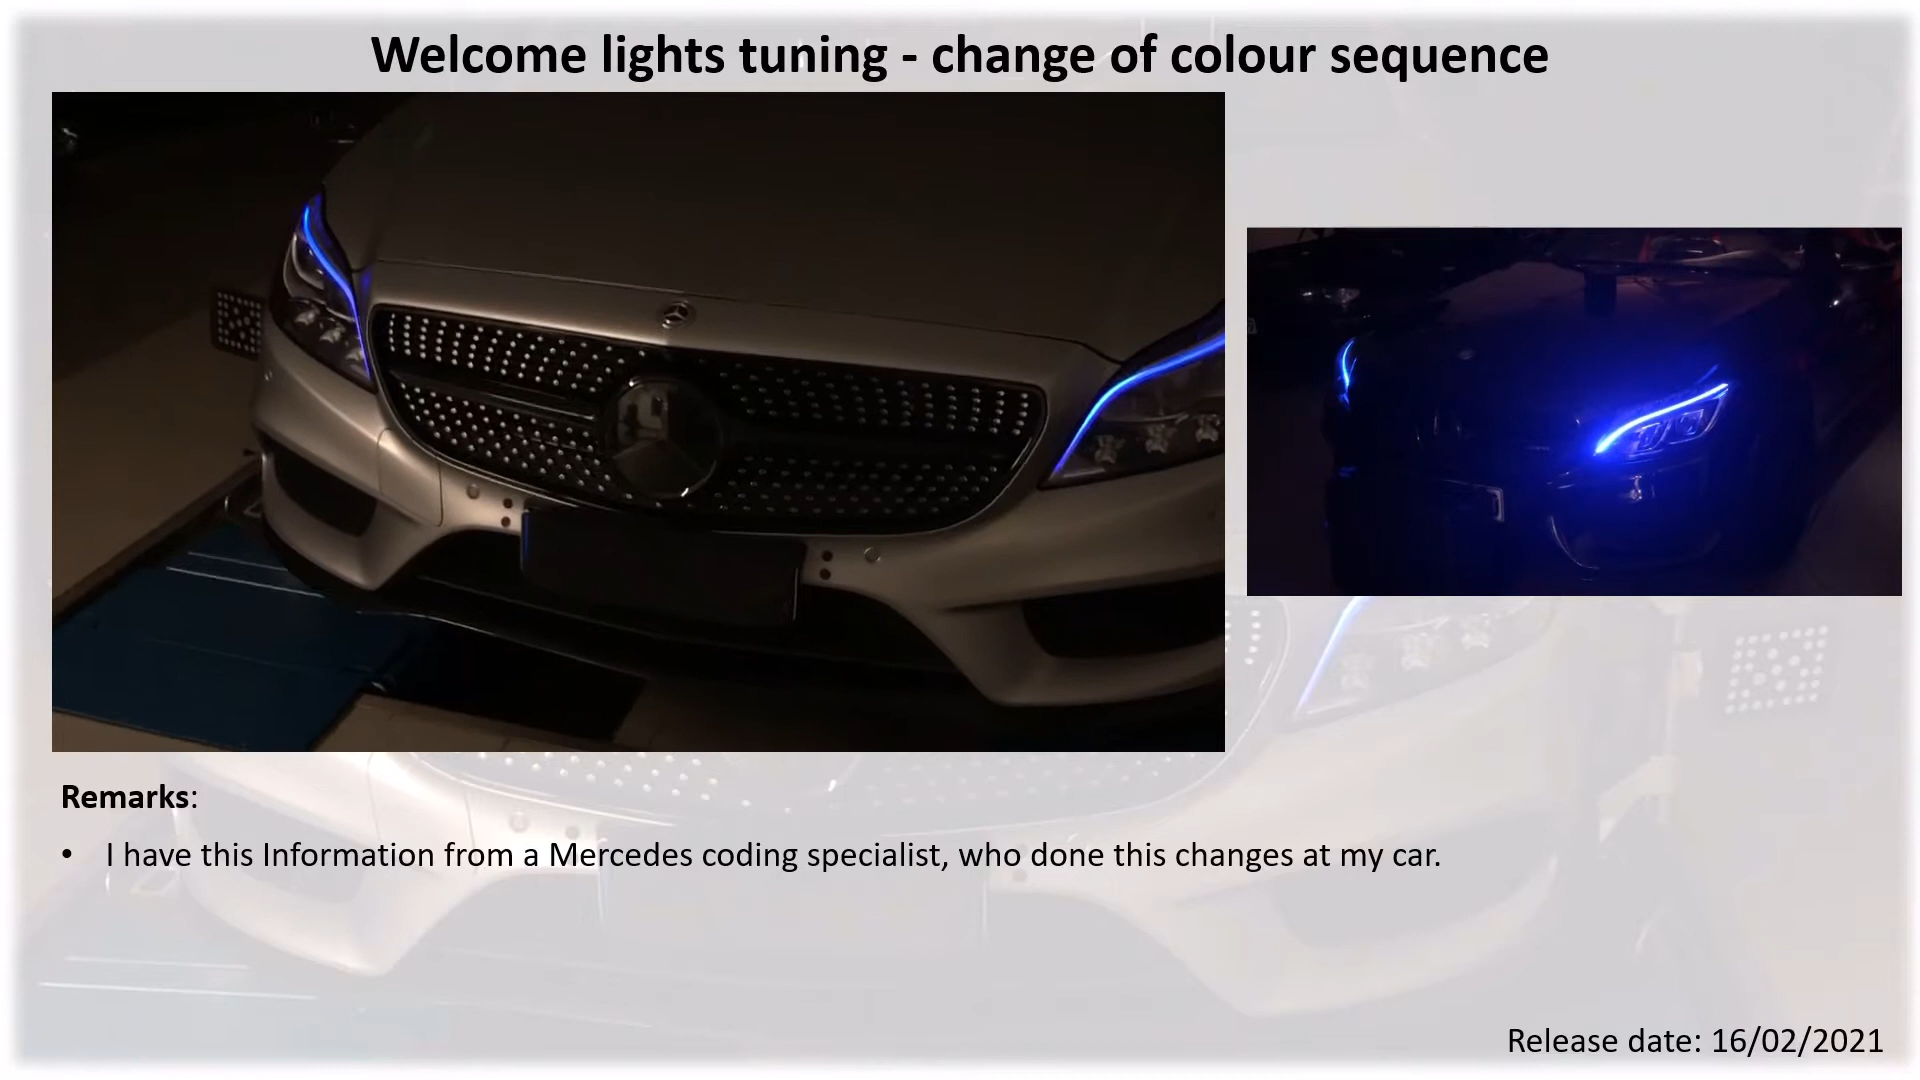 Welcome lights tuning - change of colour sequence
Remarks:
• I have this Information from a Mercedes coding specialist, who done this changes at my car.
Release date: 16/02/2021